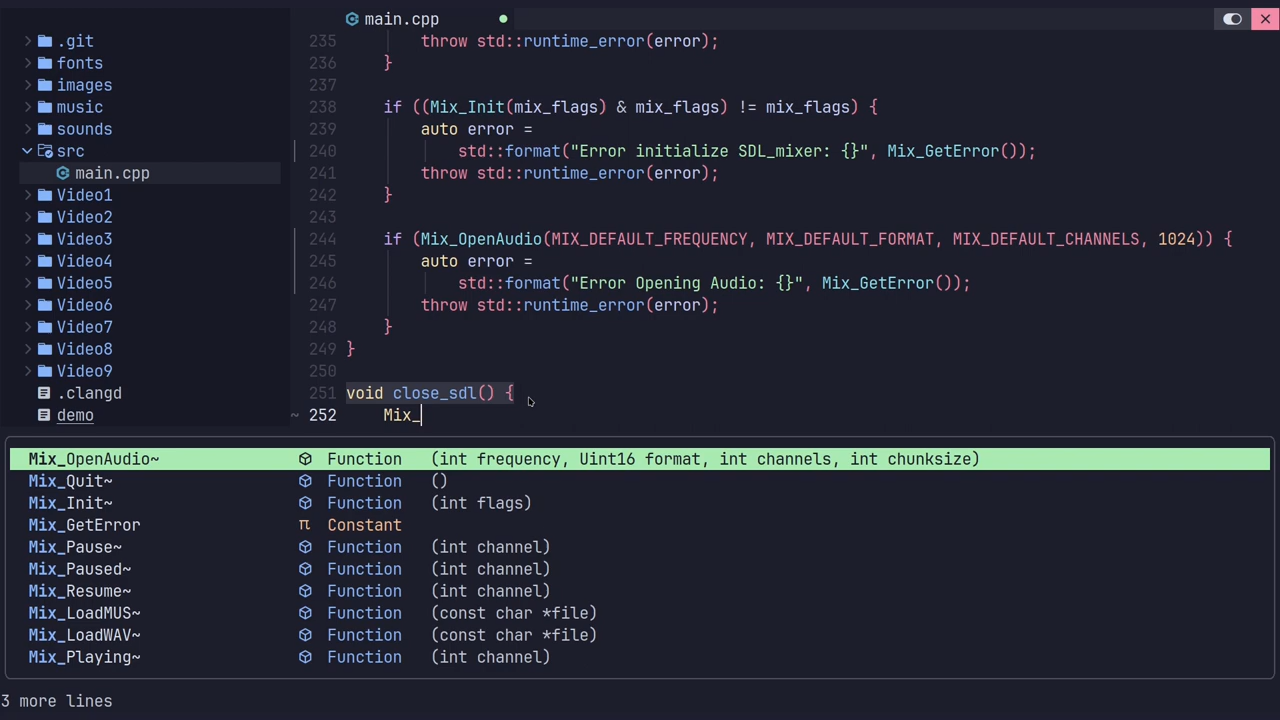 main.cpp
.git
fonts
images
music
sounds
src
main.cpp
Video1
Video2
Video3
Video4
Video5
Video6
Video7
Video8
Video9
.clangd
demo
235 throw std::runtime_error(error);
236 }
237
238 if ((Mix_Init(mix_flags) & mix_flags) != mix_flags) {
239 auto error =
240 std::format("Error initialize SDL_mixer: {}", Mix_GetError());
241 throw std::runtime_error(error);
242 }
243
244 if (Mix_OpenAudio(MIX_DEFAULT_FREQUENCY, MIX_DEFAULT_FORMAT, MIX_DEFAULT_CHANNELS, 1024)) {
245 auto error =
246 std::format("Error Opening Audio: {}", Mix_GetError());
247 throw std::runtime_error(error);
248 }
249 }
250
251 void close_sdl() {
~ 252 Mix_
Mix_OpenAudio~ Function (int frequency, Uint16 format, int channels, int chunksize)
Mix_Quit~ Function ()
Mix_Init~ Function (int flags)
Mix_GetError π Constant
Mix_Pause~ Function (int channel)
Mix_Paused~ Function (int channel)
Mix_Resume~ Function (int channel)
Mix_LoadMUS~ Function (const char *file)
Mix_LoadWAV~ Function (const char *file)
Mix_Playing~ Function (int channel)
3 more lines